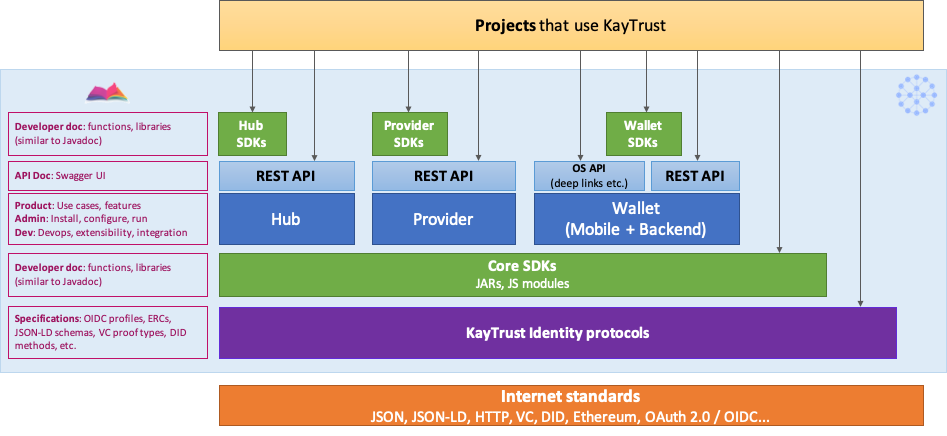 Projects that use KayTrust
Developer doc: functions, libraries
(similar to Javadoc)
Hub
SDKs
Provider
SDKs
Wallet
SDKs
API Doc: Swagger UI
REST API
REST API
OS API
(deep links etc.)
REST API
Product: Use cases, features
Admin: Install, configure, run
Dev: Devops, extensibility, integration
Hub
Provider
Wallet
(Mobile + Backend)
Developer doc: functions, libraries
(similar to Javadoc)
Core SDKs
JARs, JS modules
Specifications: OIDC profiles, ERCs,
JSON-LD schemas, VC proof types, DID
methods, etc.
KayTrust Identity protocols
Internet standards
JSON, JSON-LD, HTTP, VC, DID, Ethereum, OAuth 2.0 / OIDC...